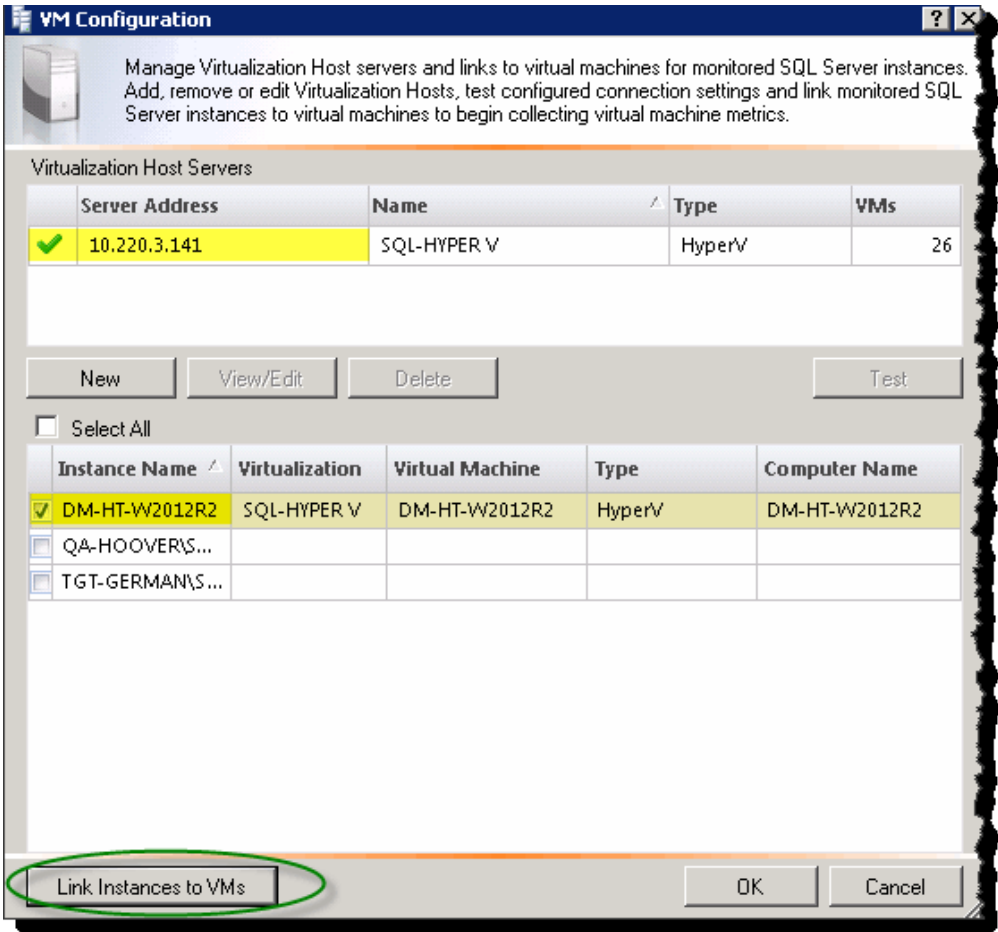 VM Configuration
?
Manage Virtualization Host servers and links to virtual machines for monitored SQL Server instances.
Add, remove or edit Virtualization Hosts, test configured connection settings and link monitored SQL
Server instances to virtual machines to begin collecting virtual machine metrics.
Virtualization Host Servers
Server Address Name Type VMs
10.220.3.141 SQL-HYPER V HyperV 26
New View/Edit Delete Test
Select All
Instance Name Virtualization Virtual Machine Type Computer Name
DM-HT-W2012R2 SQL-HYPER V DM-HT-W2012R2 HyperV DM-HT-W2012R2
QA-HOOVER\S...
TGT-GERMAN\S...
Link Instances to VMs OK Cancel